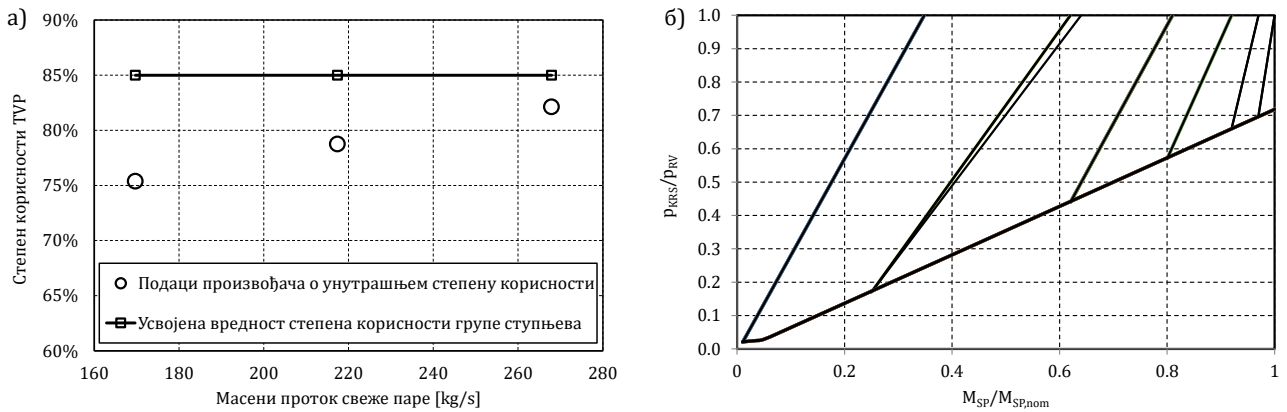 а)
90%
85%
80%
75%
70%
65%
60%
Степен корисности TVP
Подаци произвођача о унутрашњем степену корисности
Усвојена вредност степена корисности групе ступњева
160 180 200 220 240 260 280
Масени проток свеже паре [kg/s]
б)
1.0
0.9
0.8
0.7
0.6
0.5
0.4
0.3
0.2
0.1
0.0
pKRS/pRV
0 0.2 0.4 0.6 0.8 1
MSP/MSP,nom